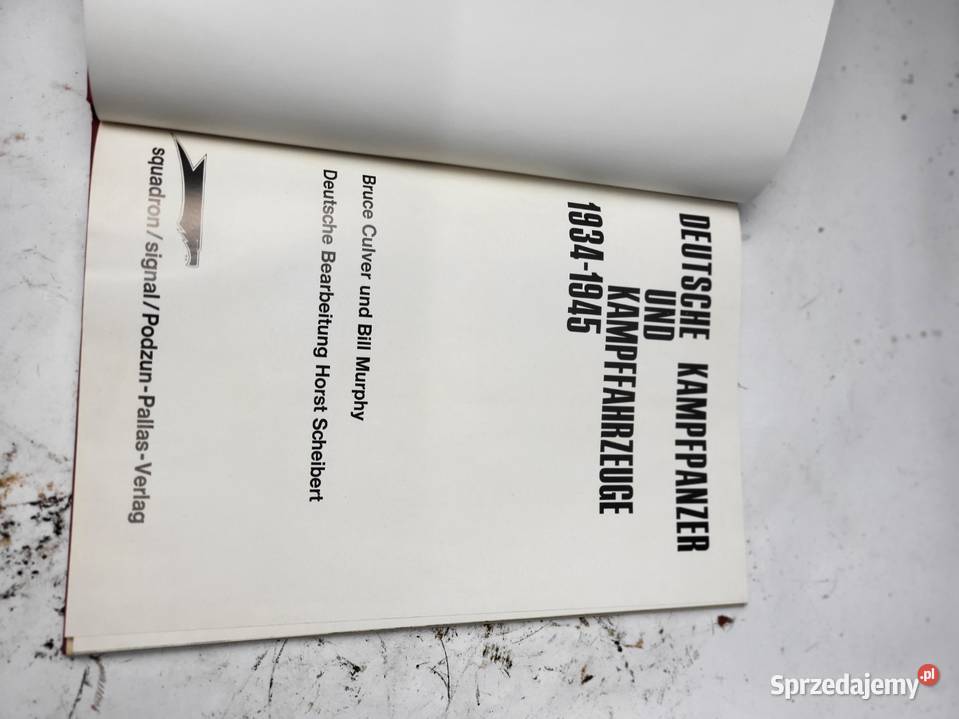 DEUTSCHE KAMPFPANZER
UND
KAMPFFAHRZEUGE
1934-1945
Bruce Culver und Bill Murphy
Deutsche Bearbeitung Horst Scheibert
squadron/signal/Podzun-Pallas-Verlag
Sprzedajemy.pl